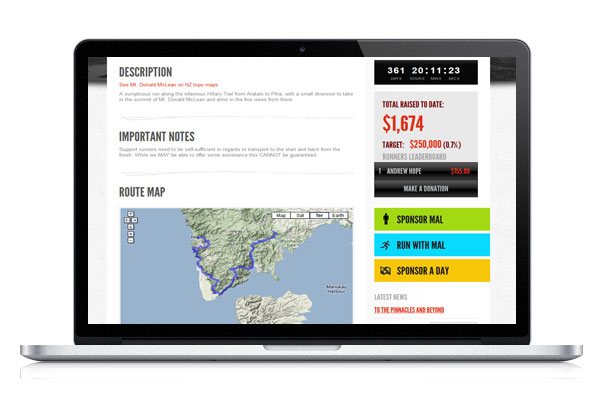 DESCRIPTION
See Mt. Donald McLean on NZ topo maps
A sumptuous run along the infamous Hillary Trail from Arataki to Piha, with a small diversion to take
in the summit of Mt. Donald McLean and drink in the fine views from there.
IMPORTANT NOTES
Support runners need to be self-sufficient in regards to transport to the start and back from the
finish. While we MAY be able to offer some assistance this CANNOT be guaranteed.
ROUTE MAP
Map Sat Ter Earth
Manukau
Harbour
361 20:11:23
DAYS HOURS MINS SECS
TOTAL RAISED TO DATE:
$1,674
TARGET: $250,000 (0.7%)
RUNNERS LEADERBOARD
1 ANDREW HOPE $155.00
MAKE A DONATION
SPONSOR MAL
RUN WITH MAL
SPONSOR A DAY
LATEST NEWS
TO THE PINNACLES AND BEYOND